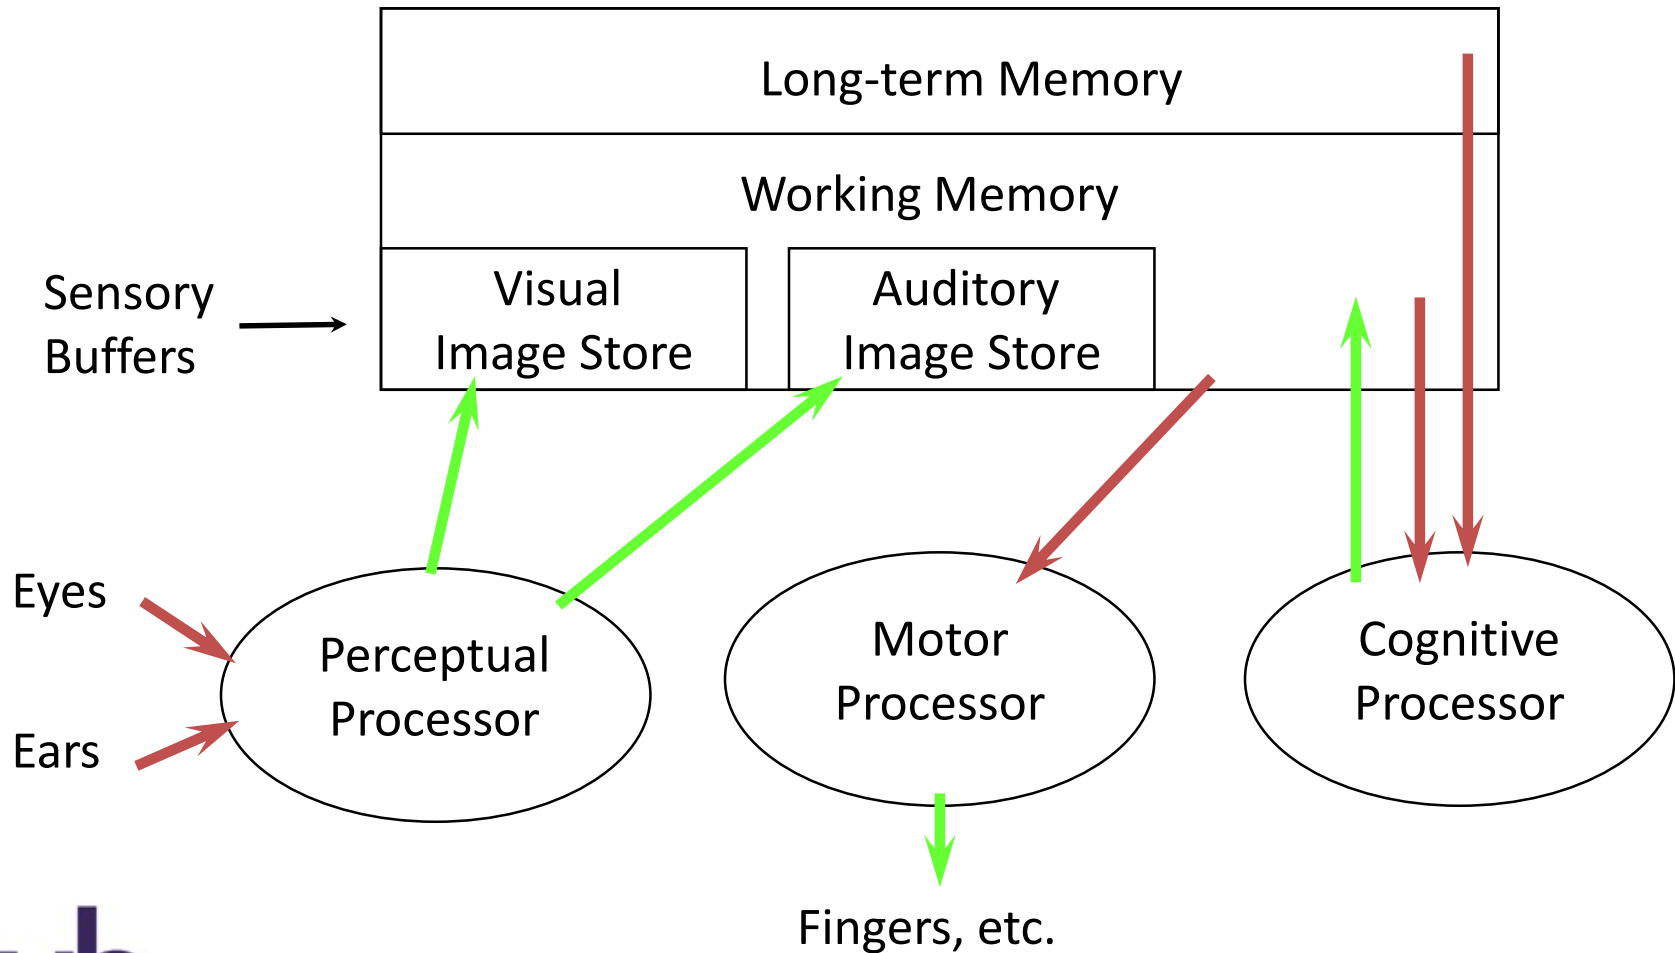 Long-term Memory
Working Memory
Sensory
Buffers
Visual
Image Store
Auditory
Image Store
Eyes
Ears
Perceptual
Processor
Motor
Processor
Cognitive
Processor
Fingers, etc.